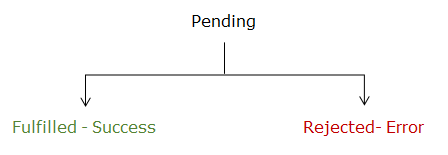 Pending
Fulfilled - Success
Rejected- Error